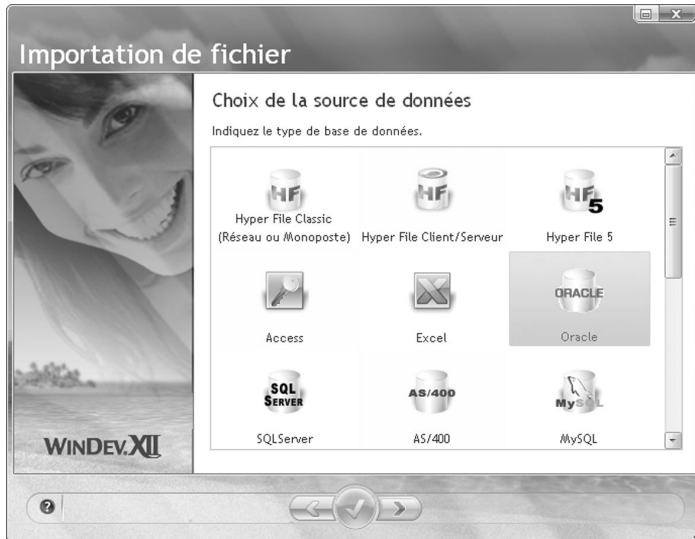 Importation de fichier
Choix de la source de données
Indiquez le type de base de données.
HF
HF
HF 5
Hyper File Classic
(Réseau ou Monoposte)
Hyper File Client/Serveur
Hyper File 5
ORACLE
Access
Excel
Oracle
SQL
SERVER
AS/400
MySQL
SQLServer
AS/400
MySQL
WINDEV.XII
?